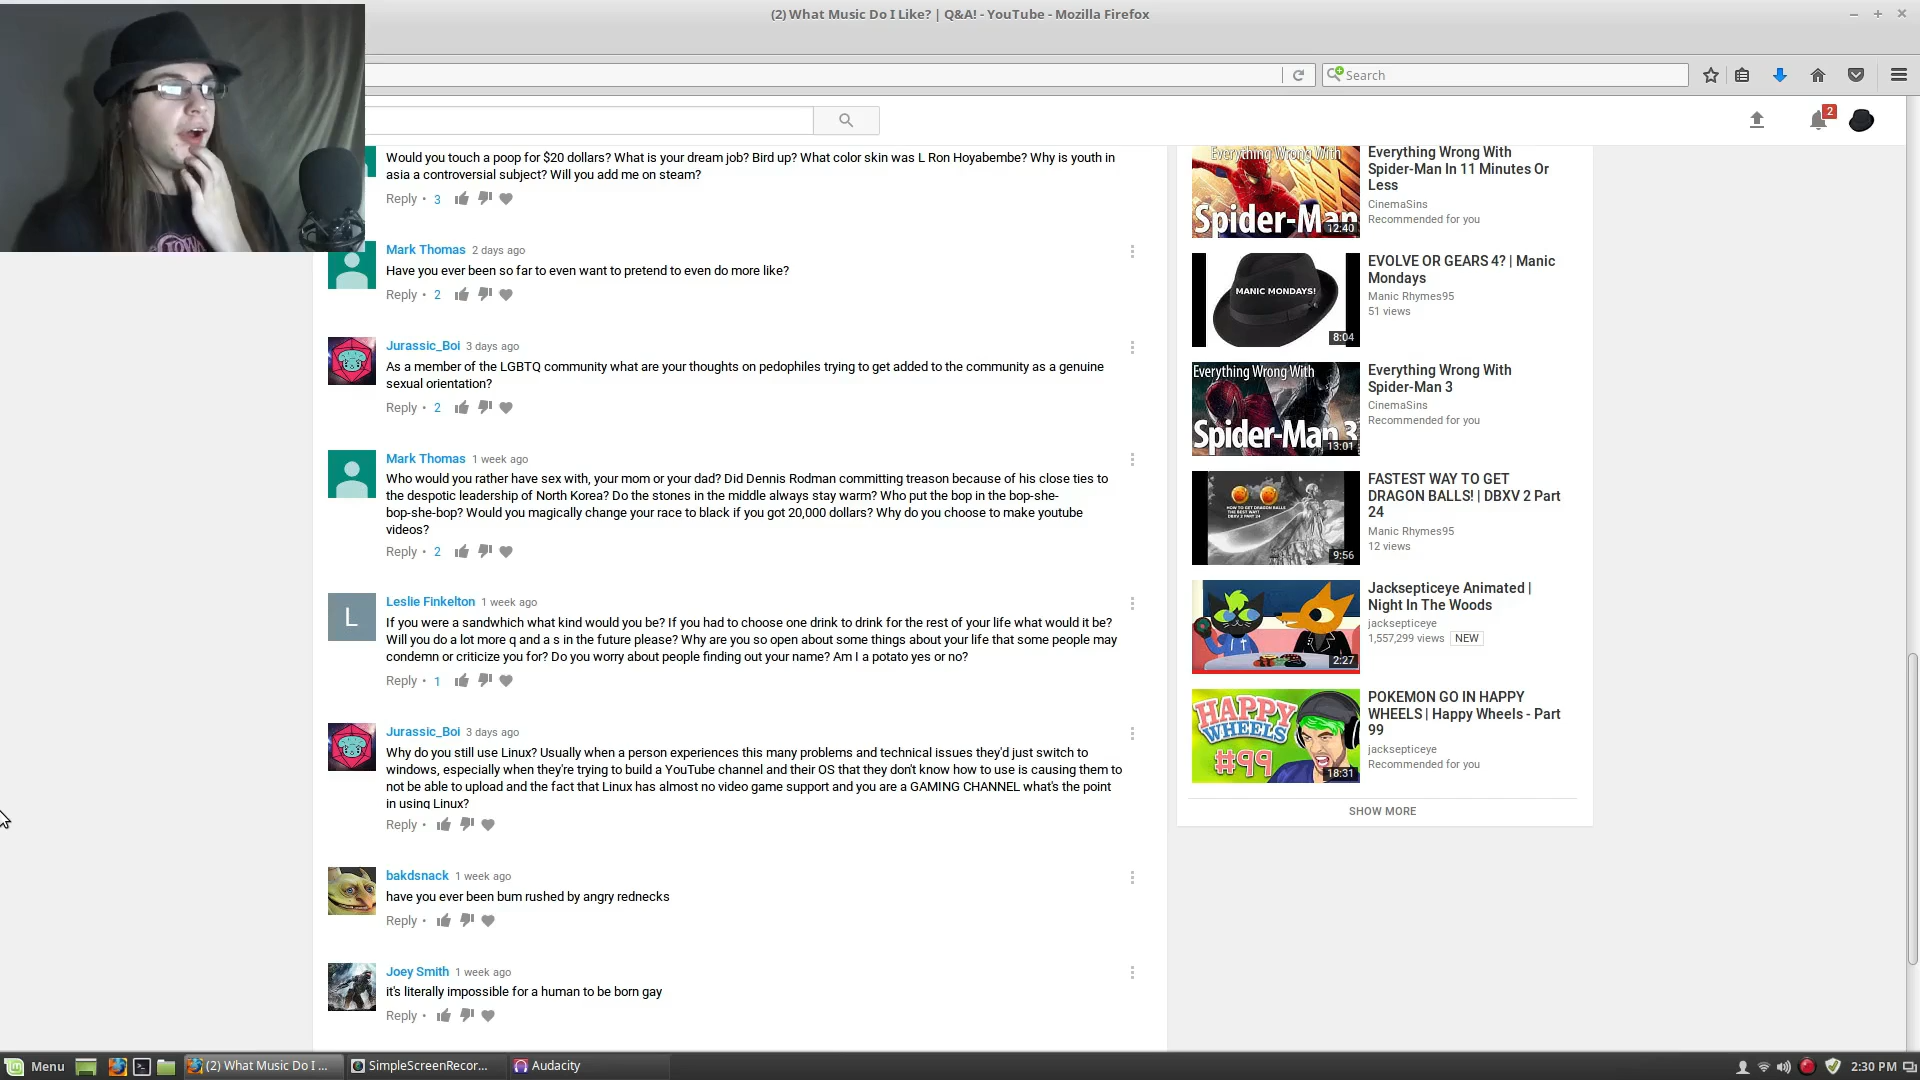 (2) What Music Do I Like? | Q&A! - YouTube - Mozilla Firefox
Search
2
Would you touch a poop for $20 dollars? What is your dream job? Bird up? What color skin was L Ron Hoyabembe? Why is youth in
asia a controversial subject? Will you add me on steam?
Reply • 3
Mark Thomas 2 days ago
Have you ever been so far to even want to pretend to even do more like?
Reply • 2
Jurassic_Boi 3 days ago
As a member of the LGBTQ community what are your thoughts on pedophiles trying to get added to the community as a genuine
sexual orientation?
Reply • 2
Mark Thomas 1 week ago
Who would you rather have sex with, your mom or your dad? Did Dennis Rodman committing treason because of his close ties to
the despotic leadership of North Korea? Do the stones in the middle always stay warm? Who put the bop in the bop-she-
bop-she-bop? Would you magically change your race to black if you got 20,000 dollars? Why do you choose to make youtube
videos?
Reply • 2
L
Leslie Finkelton 1 week ago
If you were a sandwhich what kind would you be? If you had to choose one drink to drink for the rest of your life what would it be?
Will you do a lot more q and a s in the future please? Why are you so open about some things about your life that some people may
condemn or criticize you for? Do you worry about people finding out your name? Am I a potato yes or no?
Reply • 1
Jurassic_Boi 3 days ago
Why do you still use Linux? Usually when a person experiences this many problems and technical issues they'd just switch to
windows, especially when they're trying to build a YouTube channel and their OS that they don't know how to use is causing them to
not be able to upload and the fact that Linux has almost no video game support and you are a GAMING CHANNEL what's the point
in using Linux?
Reply •
bakdsnack 1 week ago
have you ever been bum rushed by angry rednecks
Reply •
Joey Smith 1 week ago
it's literally impossible for a human to be born gay
Reply •
Everything Wrong With
Spider-Man
12:40
Everything Wrong With
Spider-Man In 11 Minutes Or
Less
CinemaSins
Recommended for you
MANIC MONDAYS!
8:04
EVOLVE OR GEARS 4? | Manic
Mondays
Manic Rhymes95
51 views
Everything Wrong With
Spider-Man 3
13:01
Everything Wrong With
Spider-Man 3
CinemaSins
Recommended for you
HOW TO GET DRAGON BALLS
THE BEST WAY!
DBXV 2 PART 24
9:56
FASTEST WAY TO GET
DRAGON BALLS! | DBXV 2 Part
24
Manic Rhymes95
12 views
2:27
Jacksepticeye Animated |
Night In The Woods
jacksepticeye
1,557,299 views NEW
HAPPY
WHEELS
#99
18:31
POKEMON GO IN HAPPY
WHEELS | Happy Wheels - Part
99
jacksepticeye
Recommended for you
SHOW MORE
Menu
(2) What Music Do I ...
SimpleScreenRecor...
Audacity
2:30 PM